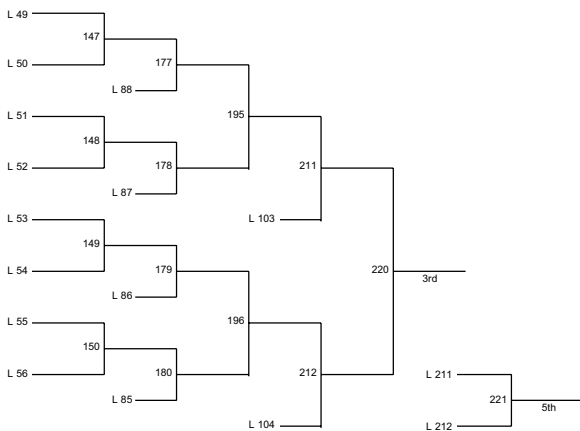 L 49
147
L 50
177
L 88
195
L 51
148
L 52
178
L 87
211
L 103
L 53
149
L 54
179
L 86
220
3rd
196
L 55
150
L 56
180
L 85
212
L 104
L 211
221
5th
L 212